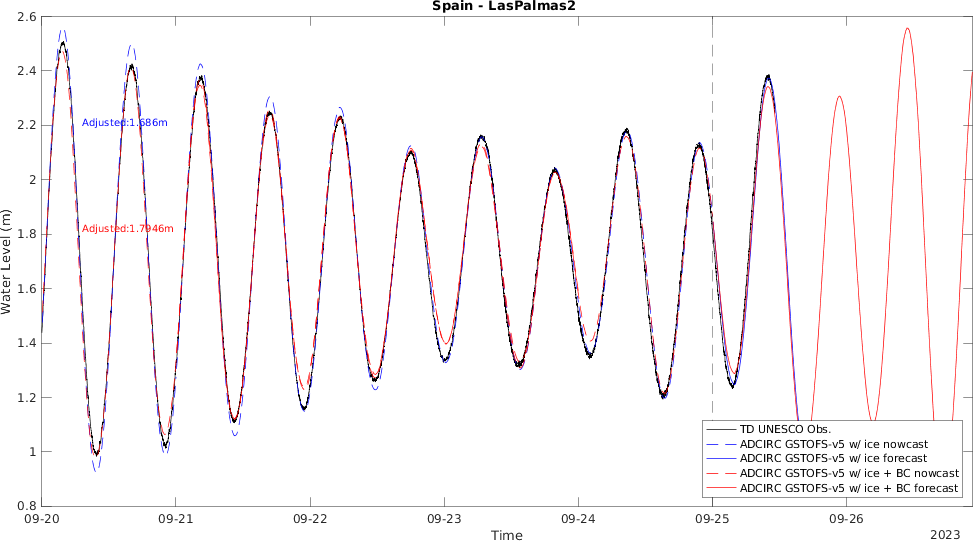 Spain - LasPalmas2
2.6
2.4
2.2
2
1.8
1.6
1.4
1.2
1
0.8
Water Level (m)
Adjusted:1.686m
Adjusted:1.7946m
TD UNESCO Obs.
ADCIRC GSTOFS-v5 w/ ice nowcast
ADCIRC GSTOFS-v5 w/ ice forecast
ADCIRC GSTOFS-v5 w/ ice + BC nowcast
ADCIRC GSTOFS-v5 w/ ice + BC forecast
09-20 09-21 09-22 09-23 09-24 09-25 09-26
Time
2023